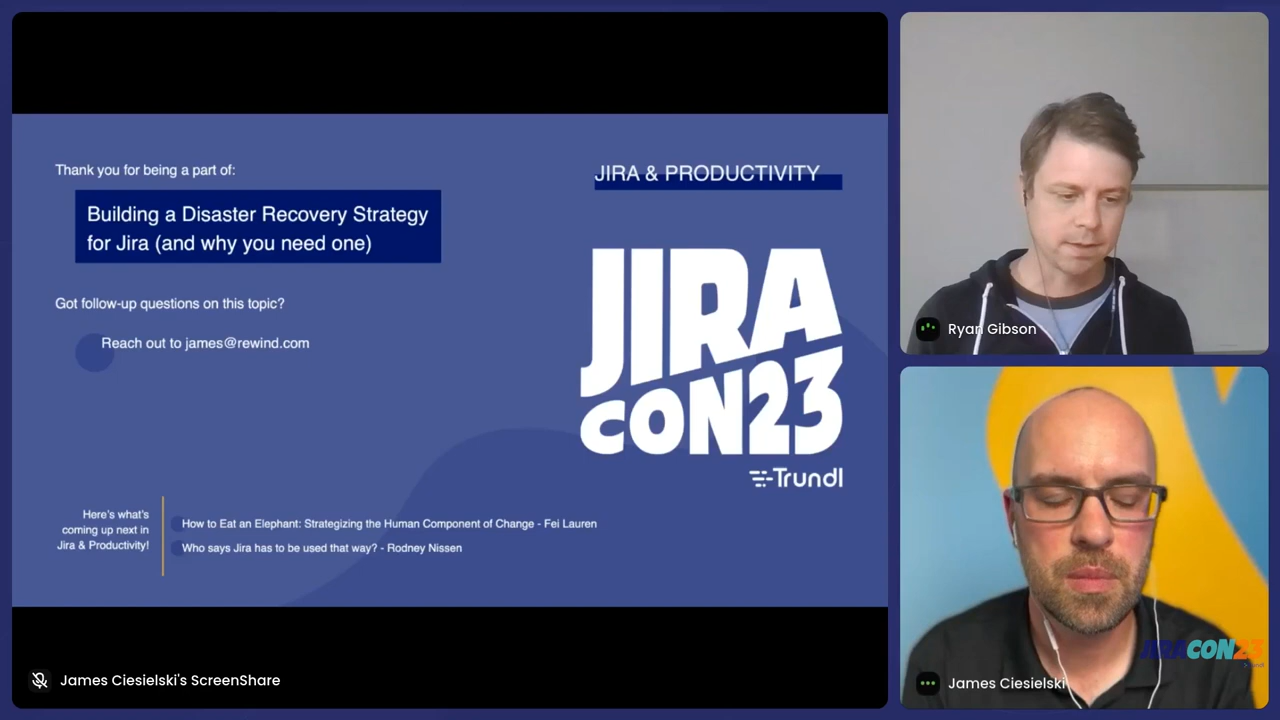 Thank you for being a part of:
Building a Disaster Recovery Strategy
for Jira (and why you need one)
Got follow-up questions on this topic?
Reach out to james@rewind.com
JIRA & PRODUCTIVITY
JIRA
CON23
Trundl
Here's what's
coming up next in
Jira & Productivity!
How to Eat an Elephant: Strategizing the Human Component of Change - Fei Lauren
Who says Jira has to be used that way? - Rodney Nissen
James Ciesielski's ScreenShare
Ryan Gibson
James Ciesielski
JIRACON23
Trundl